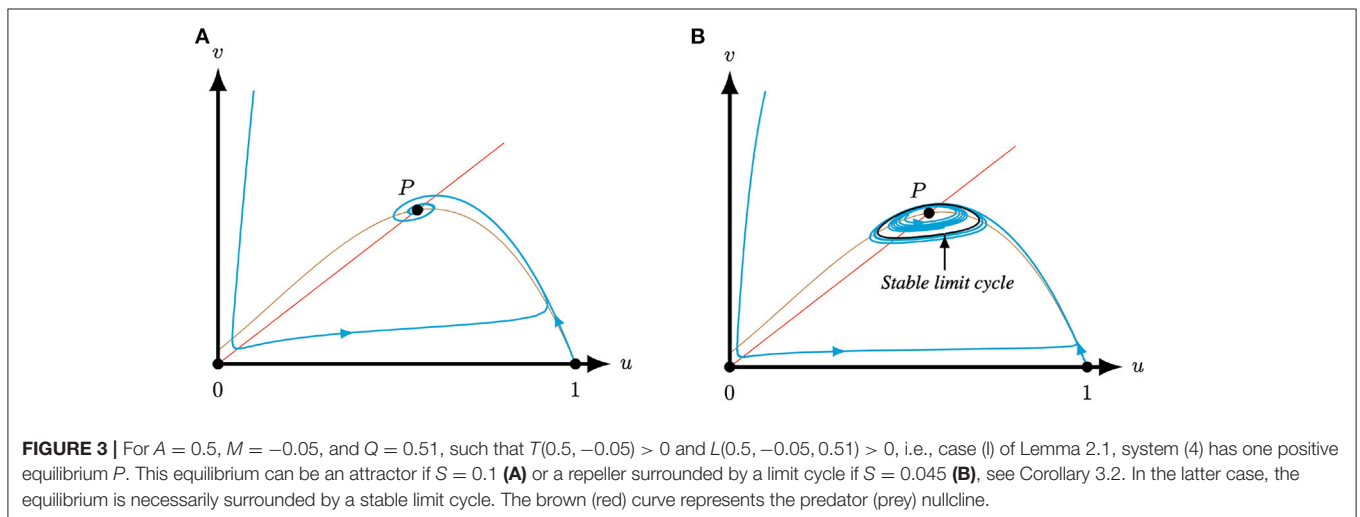 A
B
v
v
P
P
Stable limit cycle
u
u
0
1
0
1
FIGURE 3 | For A = 0.5, M = −0.05, and Q = 0.51, such that T(0.5, −0.05) > 0 and L(0.5, −0.05, 0.51) > 0, i.e., case (I) of Lemma 2.1, system (4) has one positive
equilibrium P. This equilibrium can be an attractor if S = 0.1 (A) or a repeller surrounded by a limit cycle if S = 0.045 (B), see Corollary 3.2. In the latter case, the
equilibrium is necessarily surrounded by a stable limit cycle. The brown (red) curve represents the predator (prey) nullcline.